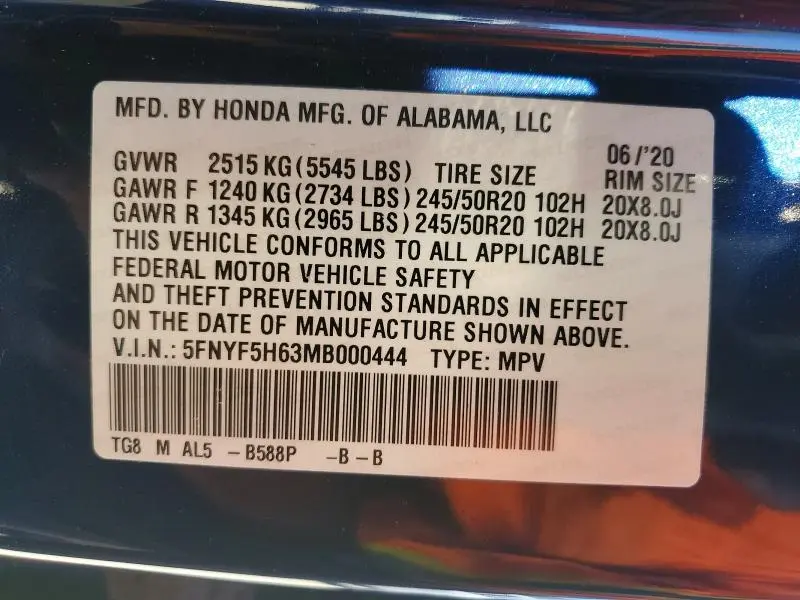 MFD. BY HONDA MFG. OF ALABAMA, LLC
06/'20
GVWR 2515 KG (5545 LBS) TIRE SIZE RIM SIZE
GAWR F 1240 KG (2734 LBS) 245/50R20 102H 20X8.0J
GAWR R 1345 KG (2965 LBS) 245/50R20 102H 20X8.0J
THIS VEHICLE CONFORMS TO ALL APPLICABLE
FEDERAL MOTOR VEHICLE SAFETY
AND THEFT PREVENTION STANDARDS IN EFFECT
ON THE DATE OF MANUFACTURE SHOWN ABOVE.
V.I.N.: 5FNYF5H63MB000444 TYPE: MPV
TG8 M AL5 -B588P -B-B